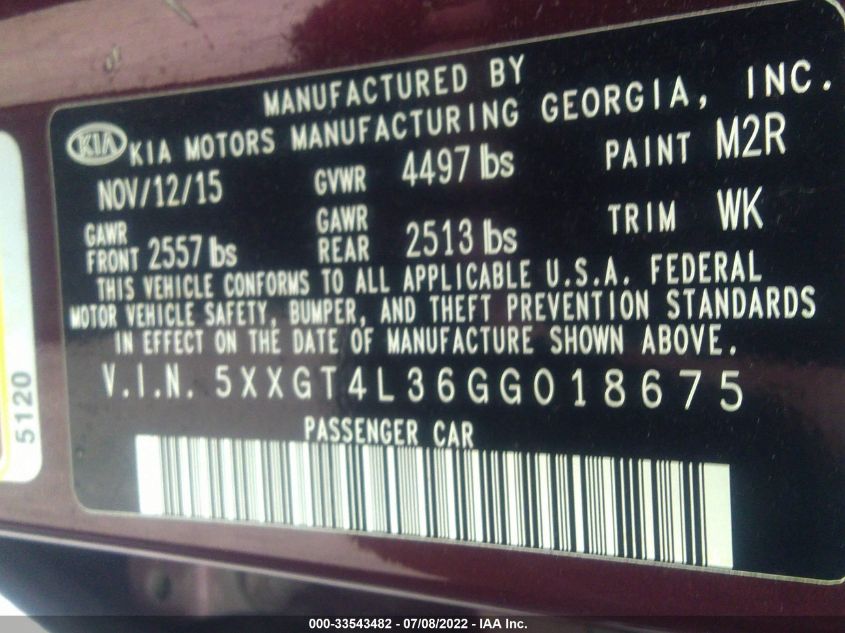 MANUFACTURED BY
KIA KIA MOTORS MANUFACTURING GEORGIA, INC.
NOV/12/15 GVWR 4497 lbs PAINT M2R
GAWR FRONT 2557 lbs GAWR REAR 2513 lbs TRIM WK
THIS VEHICLE CONFORMS TO ALL APPLICABLE U.S.A. FEDERAL
MOTOR VEHICLE SAFETY, BUMPER, AND THEFT PREVENTION STANDARDS
IN EFFECT ON THE DATE OF MANUFACTURE SHOWN ABOVE.
V.I.N. 5XXGT4L36GG018675
PASSENGER CAR
5120
000-33543482 - 07/08/2022 - IAA Inc.